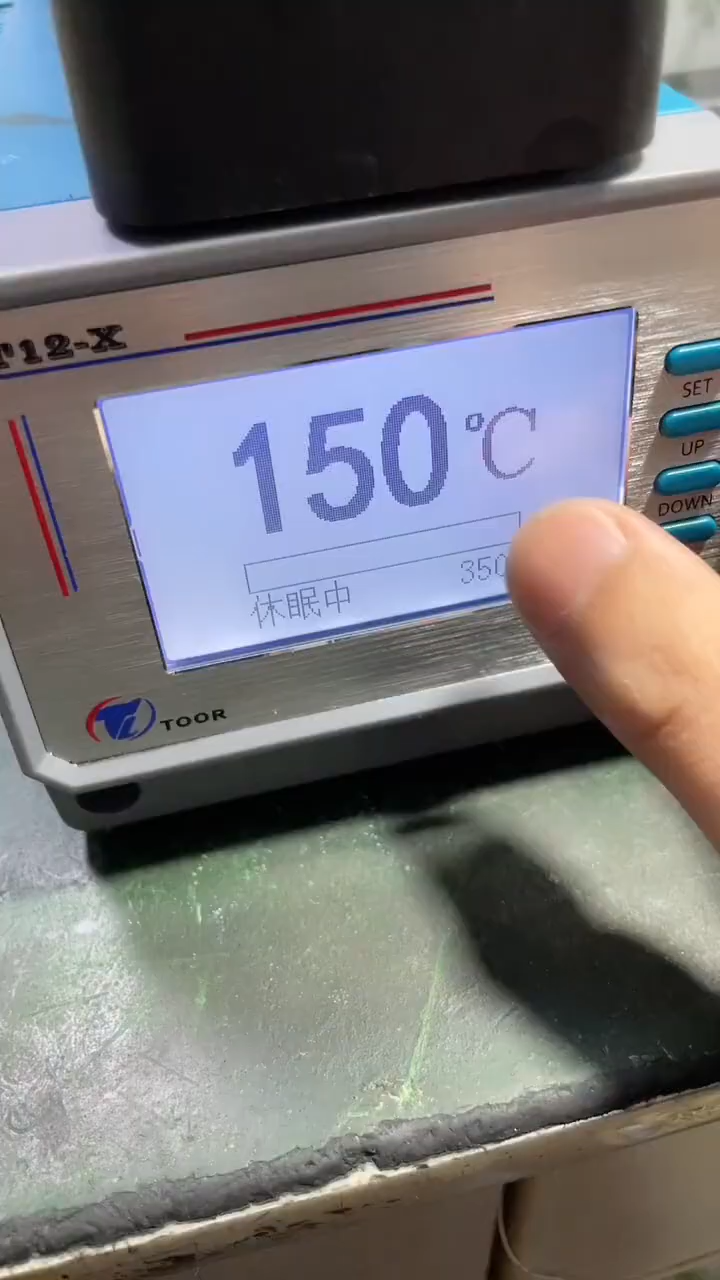 T12-X
150℃
350
休眠中
SET
UP
DOWN
TOOR